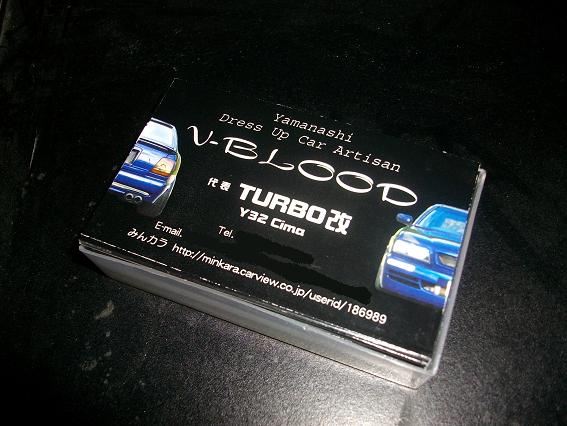 Yamanashi
Dress Up Car Artisan
V-BLOOD
代表 TURBO改
Y32 Cima
E-mail. Tel.
みんカラ http://minkara.carview.co.jp/userid/186989